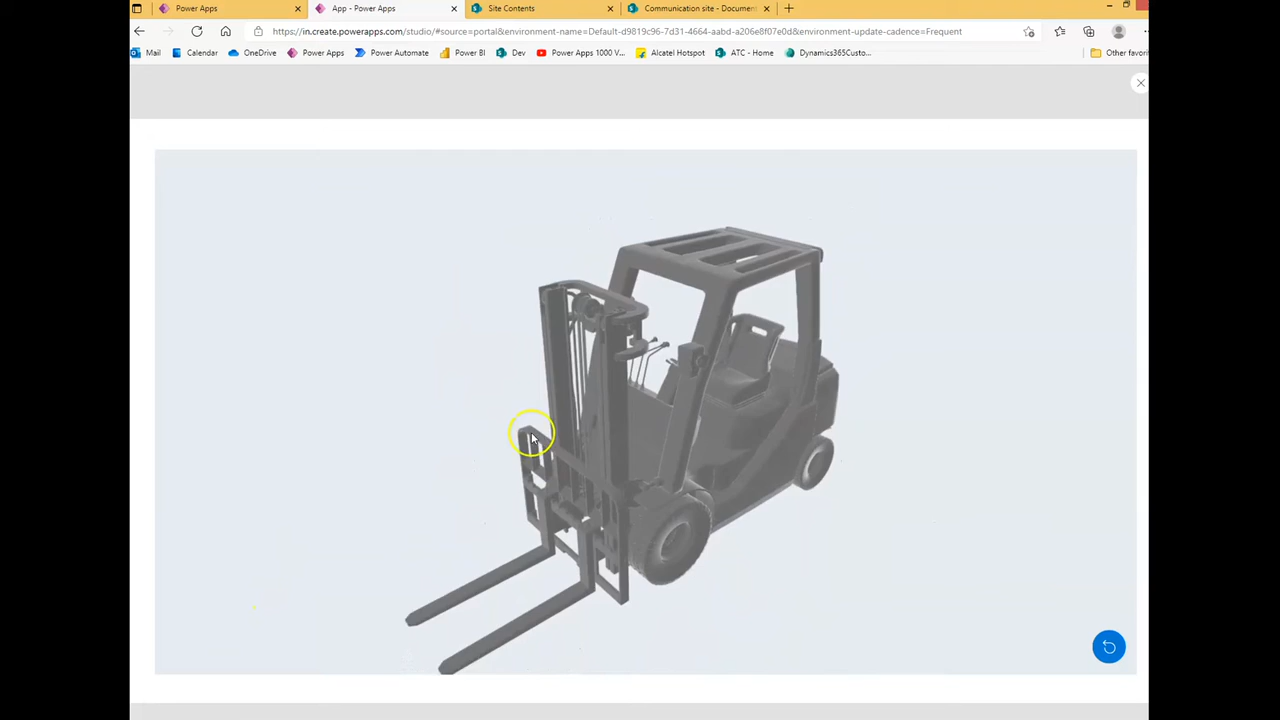 Power Apps
App - Power Apps
Site Contents
Communication site - Documen
https://in.create.powerapps.com/studio/#source=portal&environment-name=Default-d9819c96-7d31-4664-aabd-a206e8f07e0d&environment-update-cadence=Frequent
Mail
Calendar
OneDrive
Power Apps
Power Automate
Power BI
Dev
Power Apps 1000 V...
Alcatel Hotspot
ATC - Home
Dynamics365Custo...
Other favori